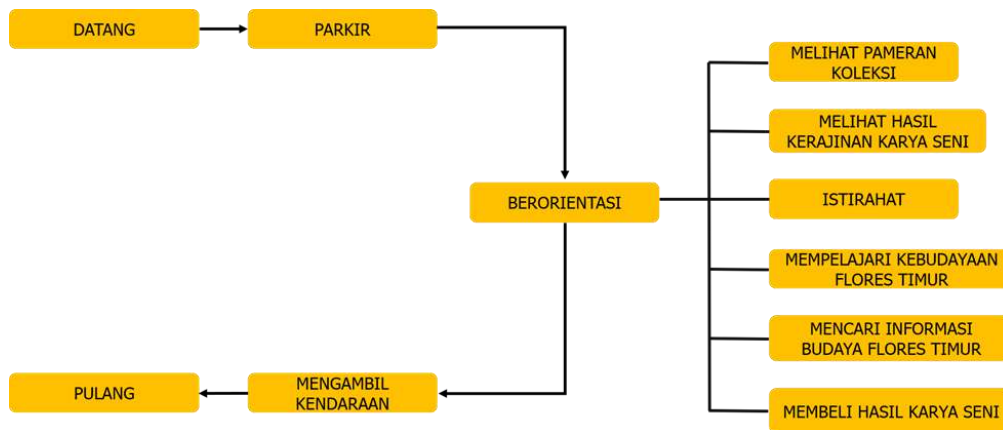 DATANG
PARKIR
BERORIENTASI
MELIHAT PAMERAN
KOLEKSI
MELIHAT HASIL
KERAJINAN KARYA SENI
ISTIRAHAT
MEMPELAJARI KEBUDAYAAN
FLORES TIMUR
MENCARI INFORMASI
BUDAYA FLORES TIMUR
MEMBELI HASIL KARYA SENI
MENGAMBIL
KENDARAAN
PULANG